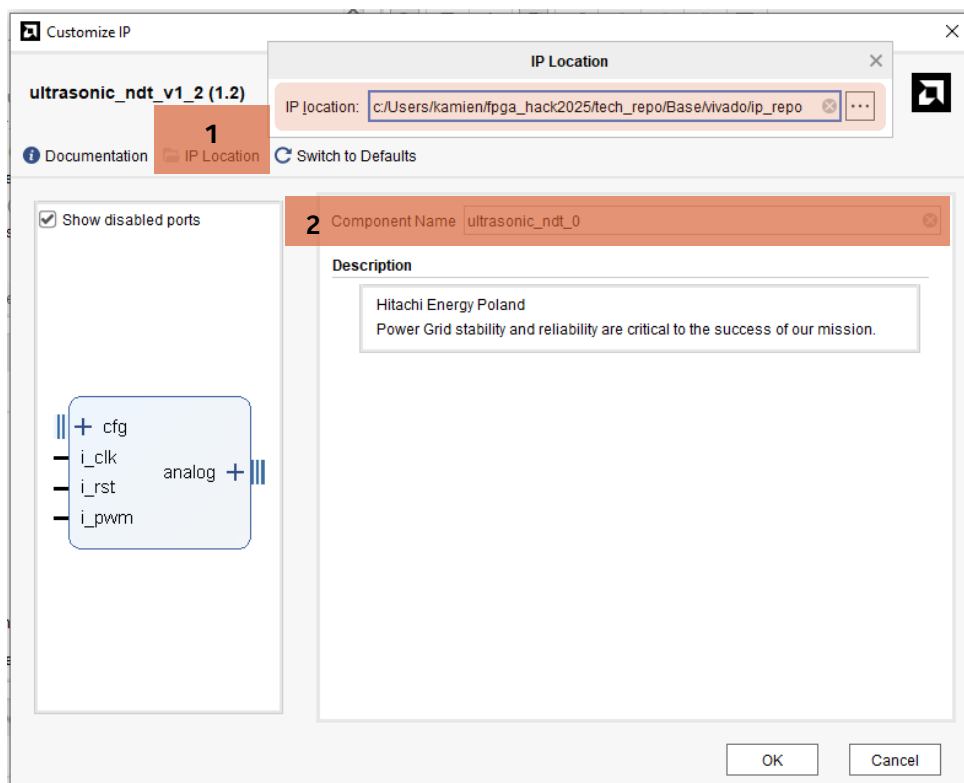 Customize IP
IP Location
ultrasonic_ndt_v1_2 (1.2)
IP location: c:/Users/kamien/fpga_hack2025/tech_repo/Base/vivado/ip_repo ...
1
Documentation IP Location Switch to Defaults
Show disabled ports
2 Component Name ultrasonic_ndt_0
Description
Hitachi Energy Poland
Power Grid stability and reliability are critical to the success of our mission.
cfg
i_clk
analog
i_rst
i_pwm
OK Cancel